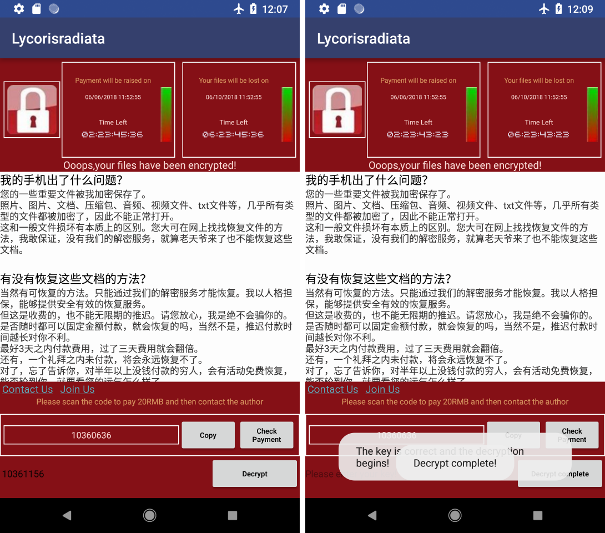 12:07
Lycorisradiata
Payment will be raised on
06/06/2018 11:52:55
Time Left
02:23:45:36
Your files will be lost on
06/10/2018 11:52:55
Time Left
06:23:45:36
Ooops,your files have been encrypted!
我的手机出了什么问题?
您的一些重要文件被我加密保存了。
照片、图片、文档、压缩包、音频、视频文件、txt文件等，几乎所有类
型的文件都被加密了，因此不能正常打开。
这和一般文件损坏有本质上的区别。您大可在网上找找恢复文件的方
法，我敢保证，没有我们的解密服务，就算老天爷来了也不能恢复这些
文档。
有没有恢复这些文档的方法?
当然有可恢复的方法。只能通过我们的解密服务才能恢复。我以人格担
保，能够提供安全有效的恢复服务。
但这是收费的，也不能无限期的推迟。请您放心，我是绝不会骗你的。
是否随时都可以固定金额付款，就会恢复的吗，当然不是，推迟付款时
间越长对你不利。
最好3天之内付款费用，过了三天费用就会翻倍。
还有，一个礼拜之内未付款，将会永远恢复不了。
对了，忘了告诉你，对半年以上没钱付款的穷人，会有活动免费恢复，
能否轮到你，就要看您的运气怎么样了
Contact Us Join Us
Please scan the code to pay 20RMB and then contact the author
10360636
Copy
Check
Payment
10361156
Decrypt
12:09
Lycorisradiata
Payment will be raised on
06/06/2018 11:52:55
Time Left
02:23:43:23
Your files will be lost on
06/10/2018 11:52:55
Time Left
06:23:43:23
Ooops,your files have been encrypted!
我的手机出了什么问题?
您的一些重要文件被我加密保存了。
照片、图片、文档、压缩包、音频、视频文件、txt文件等，几乎所有类
型的文件都被加密了，因此不能正常打开。
这和一般文件损坏有本质上的区别。您大可在网上找找恢复文件的方
法，我敢保证，没有我们的解密服务，就算老天爷来了也不能恢复这些
文档。
有没有恢复这些文档的方法?
当然有可恢复的方法。只能通过我们的解密服务才能恢复。我以人格担
保，能够提供安全有效的恢复服务。
但这是收费的，也不能无限期的推迟。请您放心，我是绝不会骗你的。
是否随时都可以固定金额付款，就会恢复的吗，当然不是，推迟付款时
间越长对你不利。
最好3天之内付款费用，过了三天费用就会翻倍。
还有，一个礼拜之内未付款，将会永远恢复不了。
对了，忘了告诉你，对半年以上没钱付款的穷人，会有活动免费恢复，
能否轮到你，就要看您的运气怎么样了
Contact Us Join Us
Please scan the code to pay 20RMB and then contact the author
10360636
Copy
Check
Payment
The key is correct and the decryption
begins!
Decrypt complete!
Please
Decrypt complete